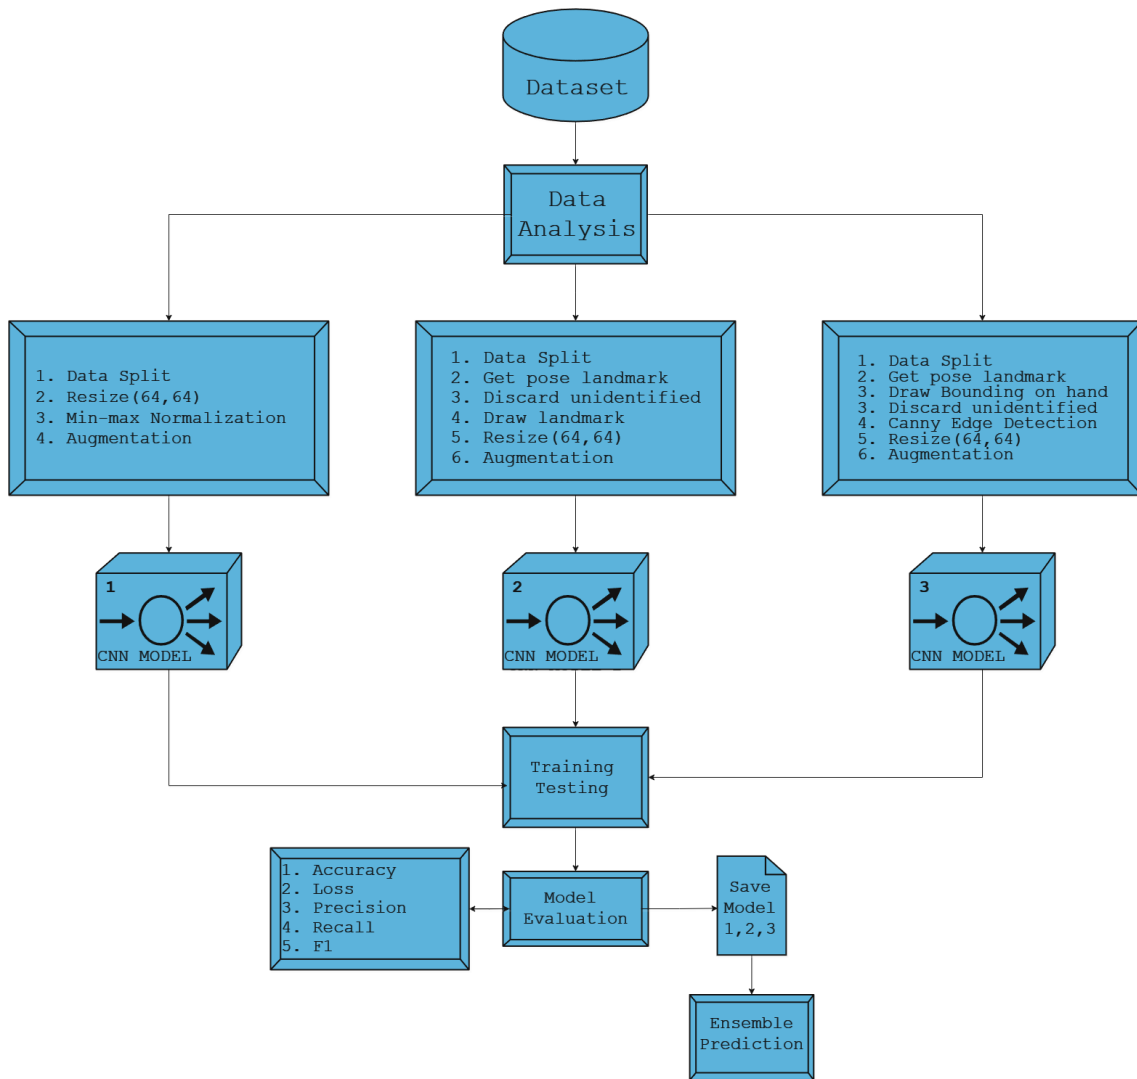 Dataset
Data
Analysis
1. Data Split
2. Resize(64,64)
3. Min-max Normalization
4. Augmentation
1. Data Split
2. Get pose landmark
3. Discard unidentified
4. Draw landmark
5. Resize(64,64)
6. Augmentation
1. Data Split
2. Get pose landmark
3. Draw Bounding on hand
3. Discard unidentified
4. Canny Edge Detection
5. Resize(64,64)
6. Augmentation
1
CNN MODEL
2
CNN MODEL
3
CNN MODEL
Training
Testing
1. Accuracy
2. Loss
3. Precision
4. Recall
5. F1
Model
Evaluation
Save
Model
1,2,3
Ensemble
Prediction